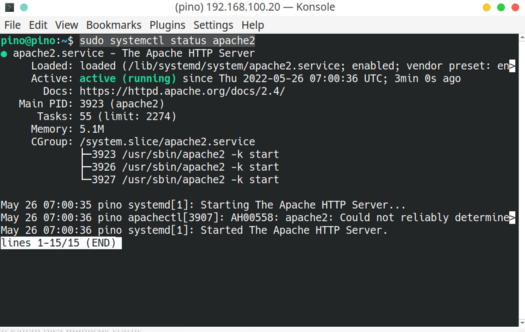 (pino) 192.168.100.20 — Konsole
File Edit View Bookmarks Plugins Settings Help
pino@pino:~$ sudo systemctl status apache2
● apache2.service - The Apache HTTP Server
Loaded: loaded (/lib/systemd/system/apache2.service; enabled; vendor preset: en>
Active: active (running) since Thu 2022-05-26 07:00:36 UTC; 3min 0s ago
Docs: https://httpd.apache.org/docs/2.4/
Main PID: 3923 (apache2)
Tasks: 55 (limit: 2274)
Memory: 5.1M
CGroup: /system.slice/apache2.service
├─3923 /usr/sbin/apache2 -k start
├─3926 /usr/sbin/apache2 -k start
└─3927 /usr/sbin/apache2 -k start
May 26 07:00:35 pino systemd[1]: Starting The Apache HTTP Server...
May 26 07:00:36 pino apachectl[3907]: AH00558: apache2: Could not reliably determine>
May 26 07:00:36 pino systemd[1]: Started The Apache HTTP Server.
lines 1-15/15 (END)